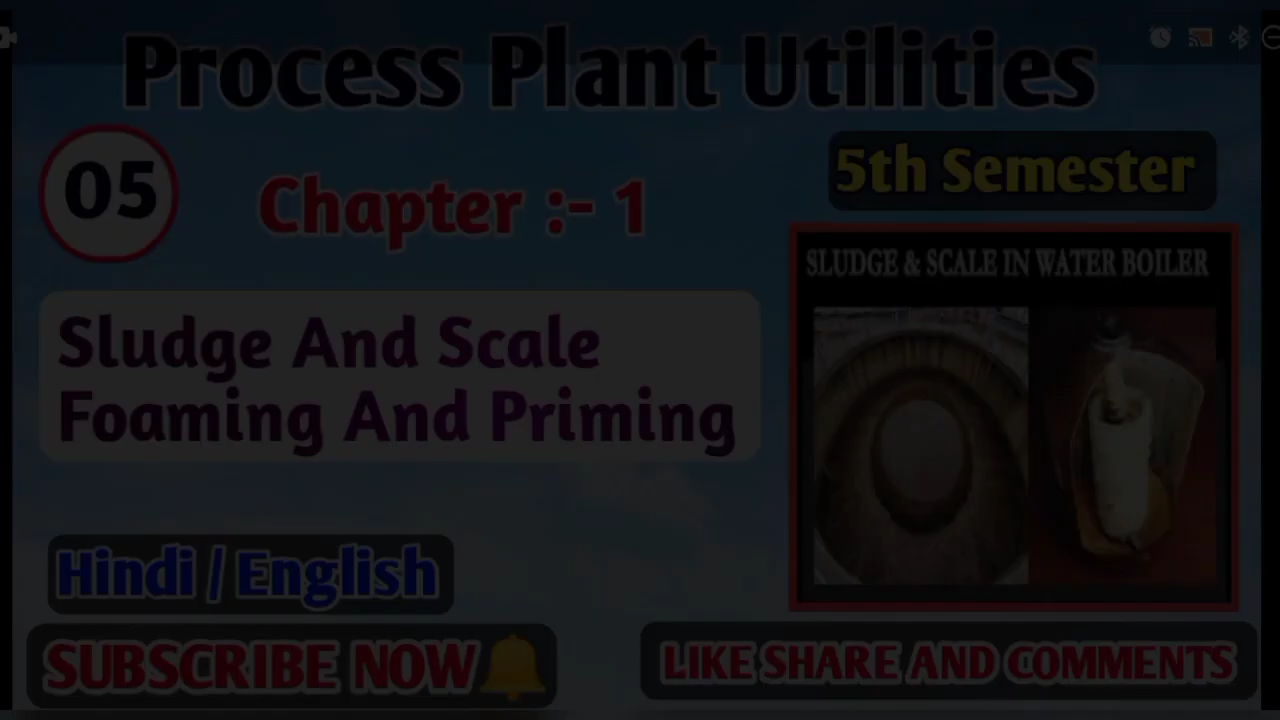 Process Plant Utilities
05
Chapter :- 1
5th Semester
SLUDGE & SCALE IN WATER BOILER
Sludge And Scale
Foaming And Priming
Hindi / English
SUBSCRIBE NOW
LIKE SHARE AND COMMENTS